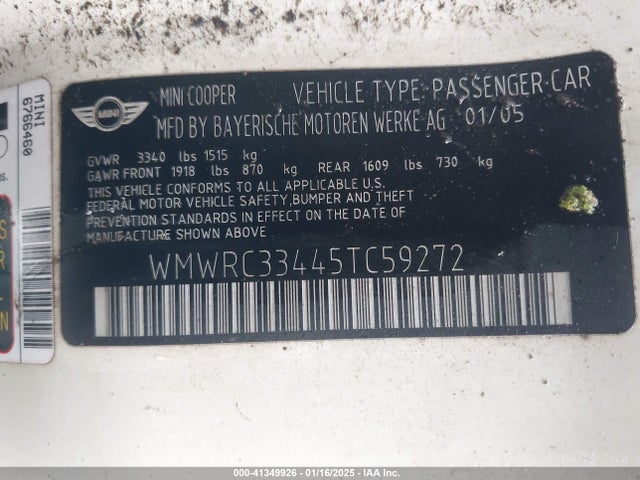 MINI
6766460
MINI
MINI COOPER VEHICLE TYPE: PASSENGER CAR
MFD BY BAYERISCHE MOTOREN WERKE AG 01/05
GVWR 3340 lbs 1515 kg
GAWR FRONT 1918 lbs 870 kg REAR 1609 lbs 730 kg
THIS VEHICLE CONFORMS TO ALL APPLICABLE U.S.
FEDERAL MOTOR VEHICLE SAFETY,BUMPER AND THEFT
PREVENTION STANDARDS IN EFFECT ON THE DATE OF
MANUFACTURE SHOWN ABOVE
WMWRC33445TC59272
IAA - 41349926 - 01/16/2025 - IAA Inc.